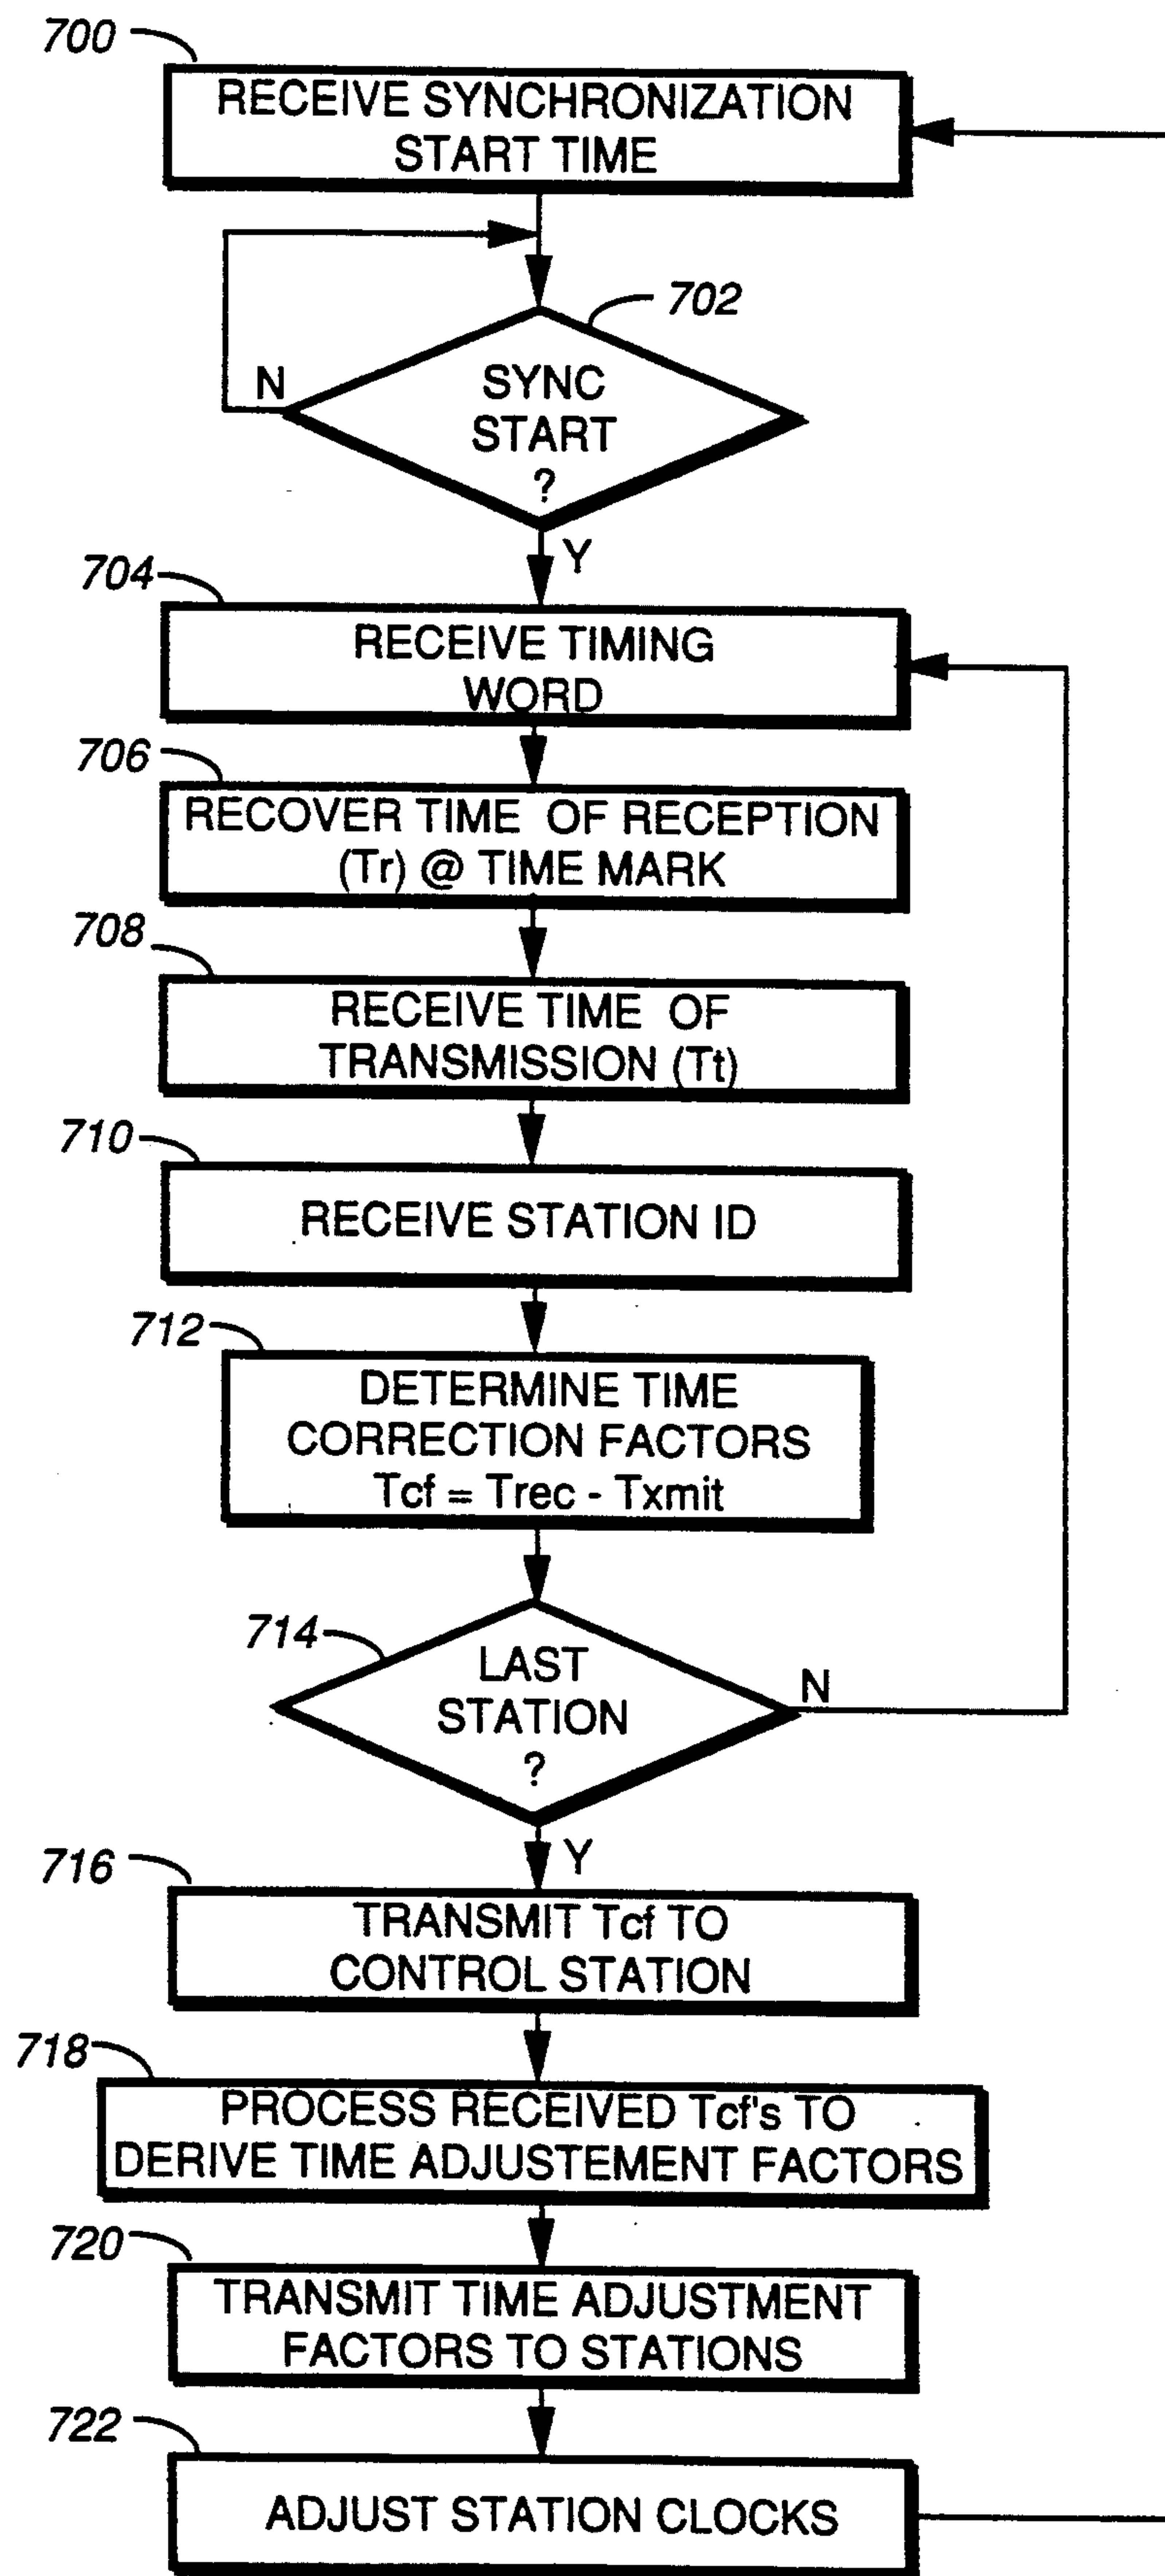 700
RECEIVE SYNCHRONIZATION
START TIME
702
SYNC
START
?
N
Y
704
RECEIVE TIMING
WORD
706
RECOVER TIME OF RECEPTION
(Tr) @ TIME MARK
708
RECEIVE TIME OF
TRANSMISSION (Tt)
710
RECEIVE STATION ID
712
DETERMINE TIME
CORRECTION FACTORS
Tcf = Trec - Txmit
714
LAST
STATION
?
N
Y
716
TRANSMIT Tcf TO
CONTROL STATION
718
PROCESS RECEIVED Tcf's TO
DERIVE TIME ADJUSTEMENT FACTORS
720
TRANSMIT TIME ADJUSTMENT
FACTORS TO STATIONS
722
ADJUST STATION CLOCKS